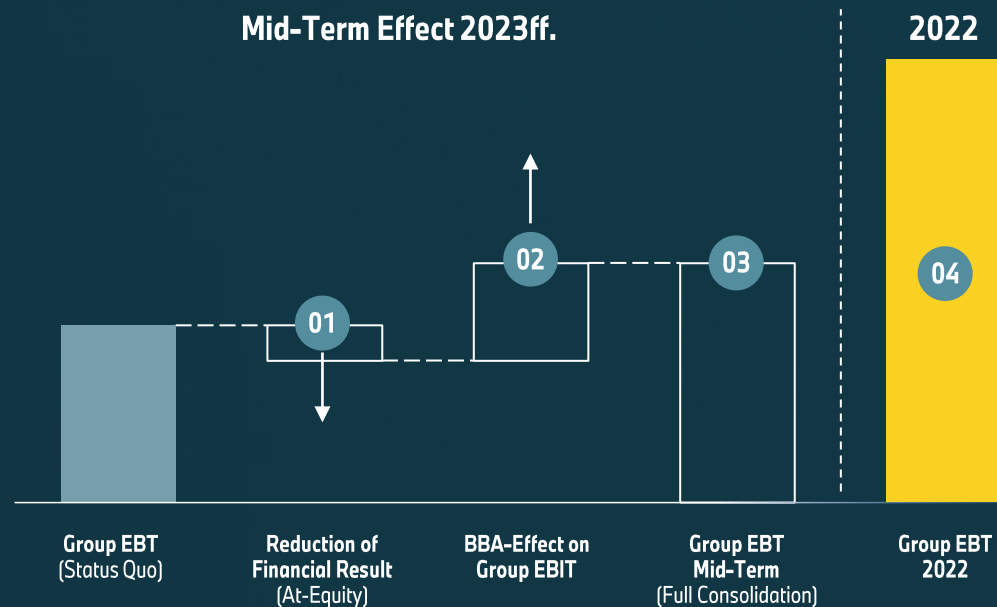 Mid-Term Effect 2023ff.
2022
01
02
03
04
Group EBT
(Status Quo)
Reduction of
Financial Result
(At-Equity)
BBA-Effect on
Group EBIT
Group EBT
Mid-Term
(Full Consolidation)
Group EBT
2022